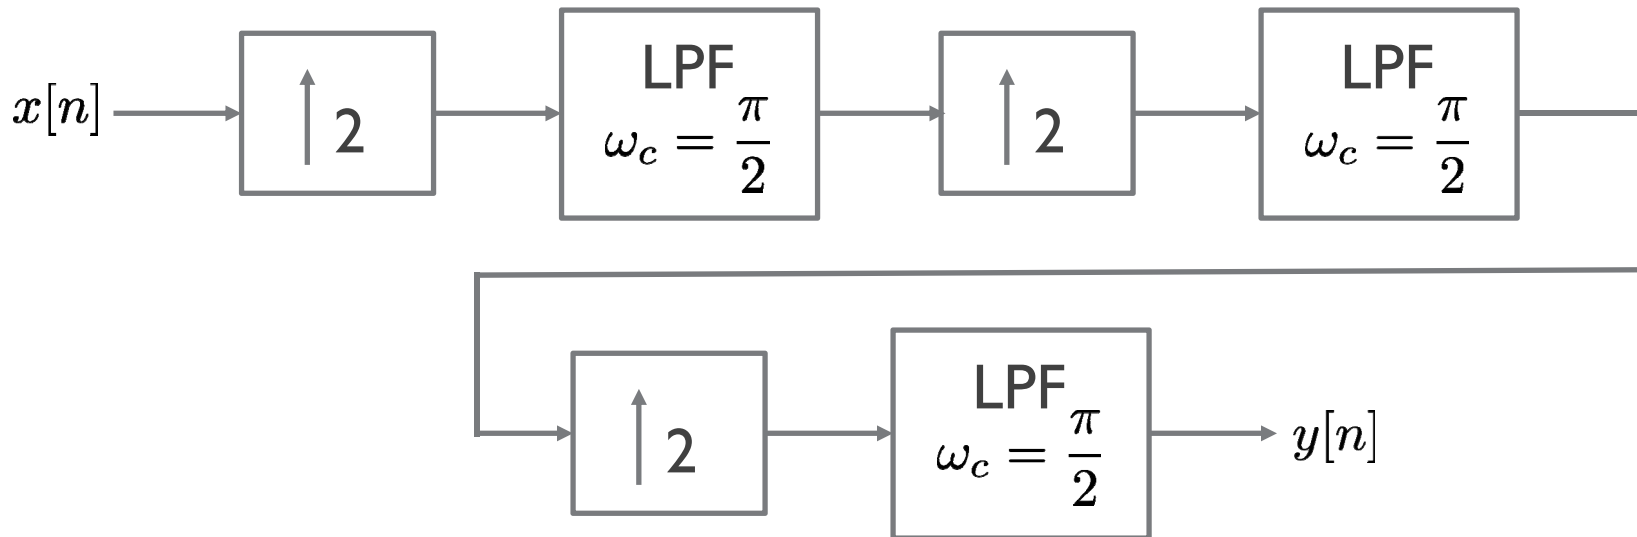 x[n]
↑ 2
LPF
ω_c = π/2
↑ 2
LPF
ω_c = π/2
↑ 2
LPF
ω_c = π/2
y[n]